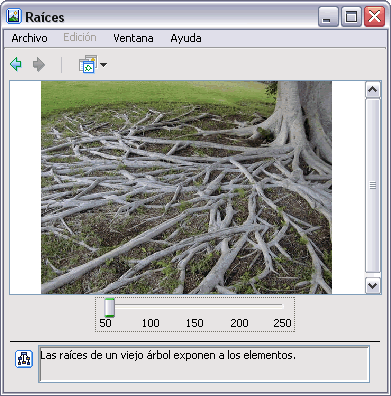 Raíces
Archivo Edición Ventana Ayuda
50 100 150 200 250
Las raíces de un viejo árbol exponen a los elementos.